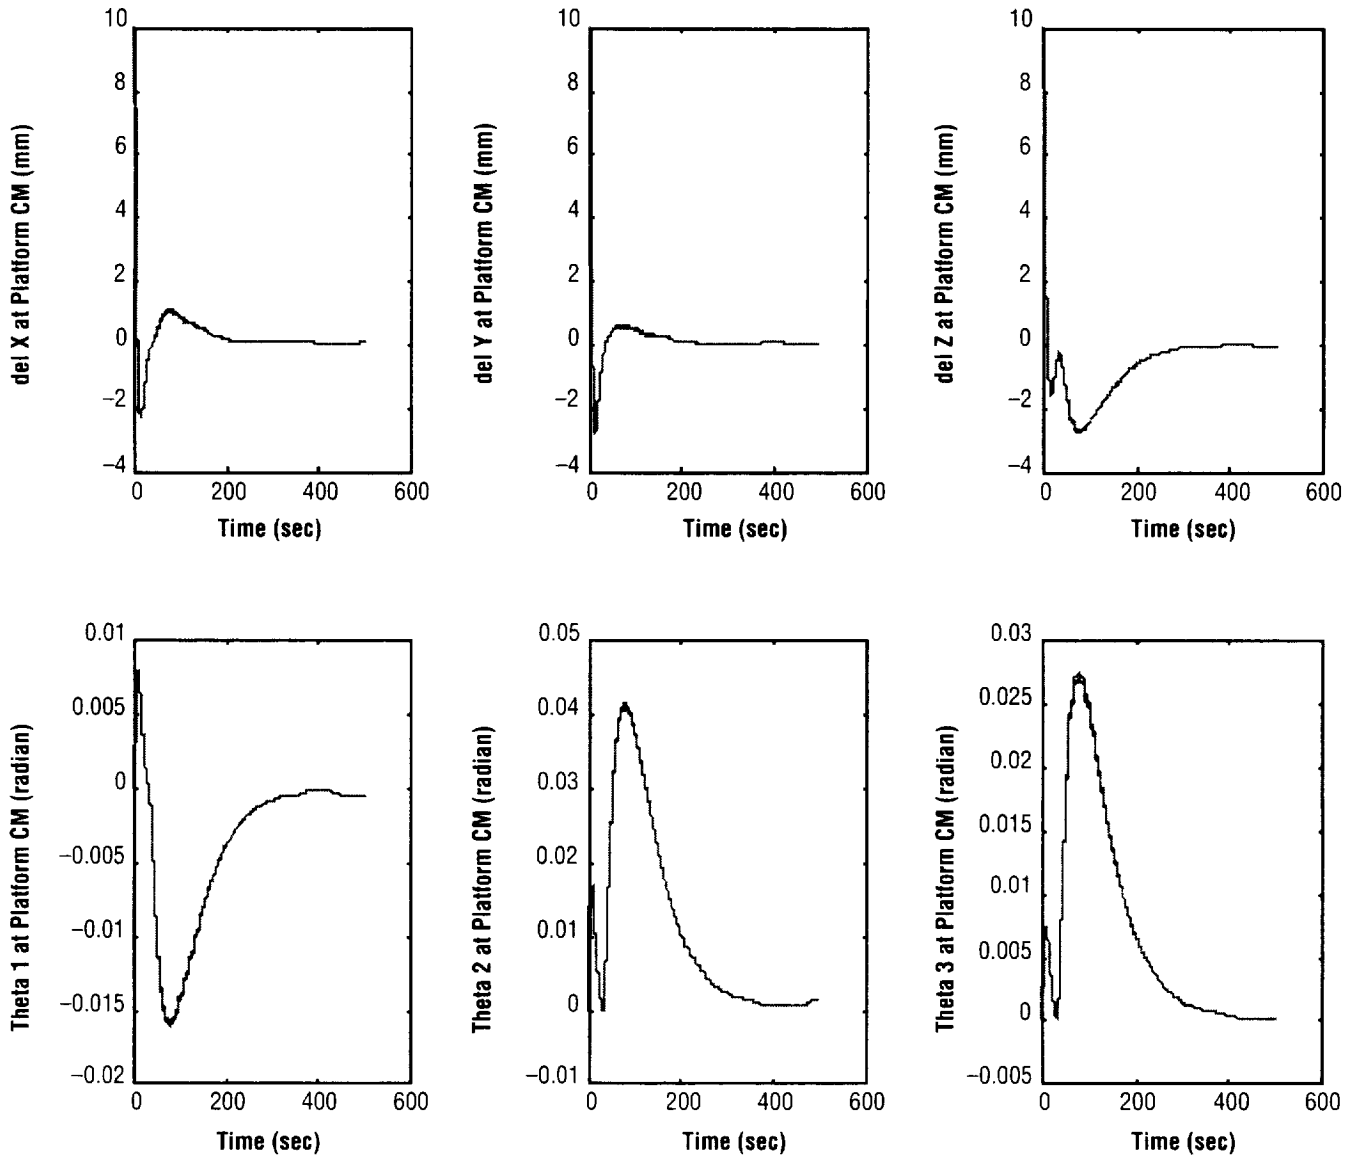 10
8
6
4
2
0
−2
−4
0 200 400 600
del X at Platform CM (mm)
Time (sec)
10
8
6
4
2
0
−2
−4
0 200 400 600
del Y at Platform CM (mm)
Time (sec)
10
8
6
4
2
0
−2
−4
0 200 400 600
del Z at Platform CM (mm)
Time (sec)
0.01
0.005
0
−0.005
−0.01
−0.015
−0.02
0 200 400 600
Theta 1 at Platform CM (radian)
Time (sec)
0.05
0.04
0.03
0.02
0.01
0
−0.01
0 200 400 600
Theta 2 at Platform CM (radian)
Time (sec)
0.03
0.025
0.02
0.015
0.01
0.005
0
−0.005
0 200 400 600
Theta 3 at Platform CM (radian)
Time (sec)